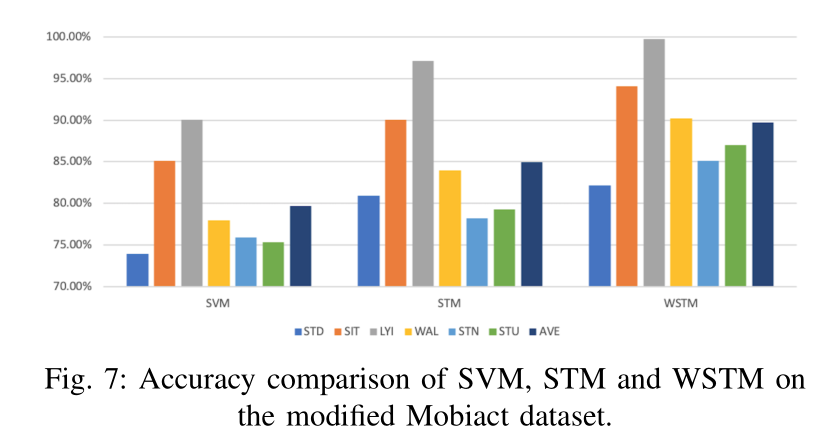 100.00%
95.00%
90.00%
85.00%
80.00%
75.00%
70.00%
SVM STM WSTM
STD SIT LYI WAL STN STU AVE
Fig. 7: Accuracy comparison of SVM, STM and WSTM on
the modified Mobiact dataset.